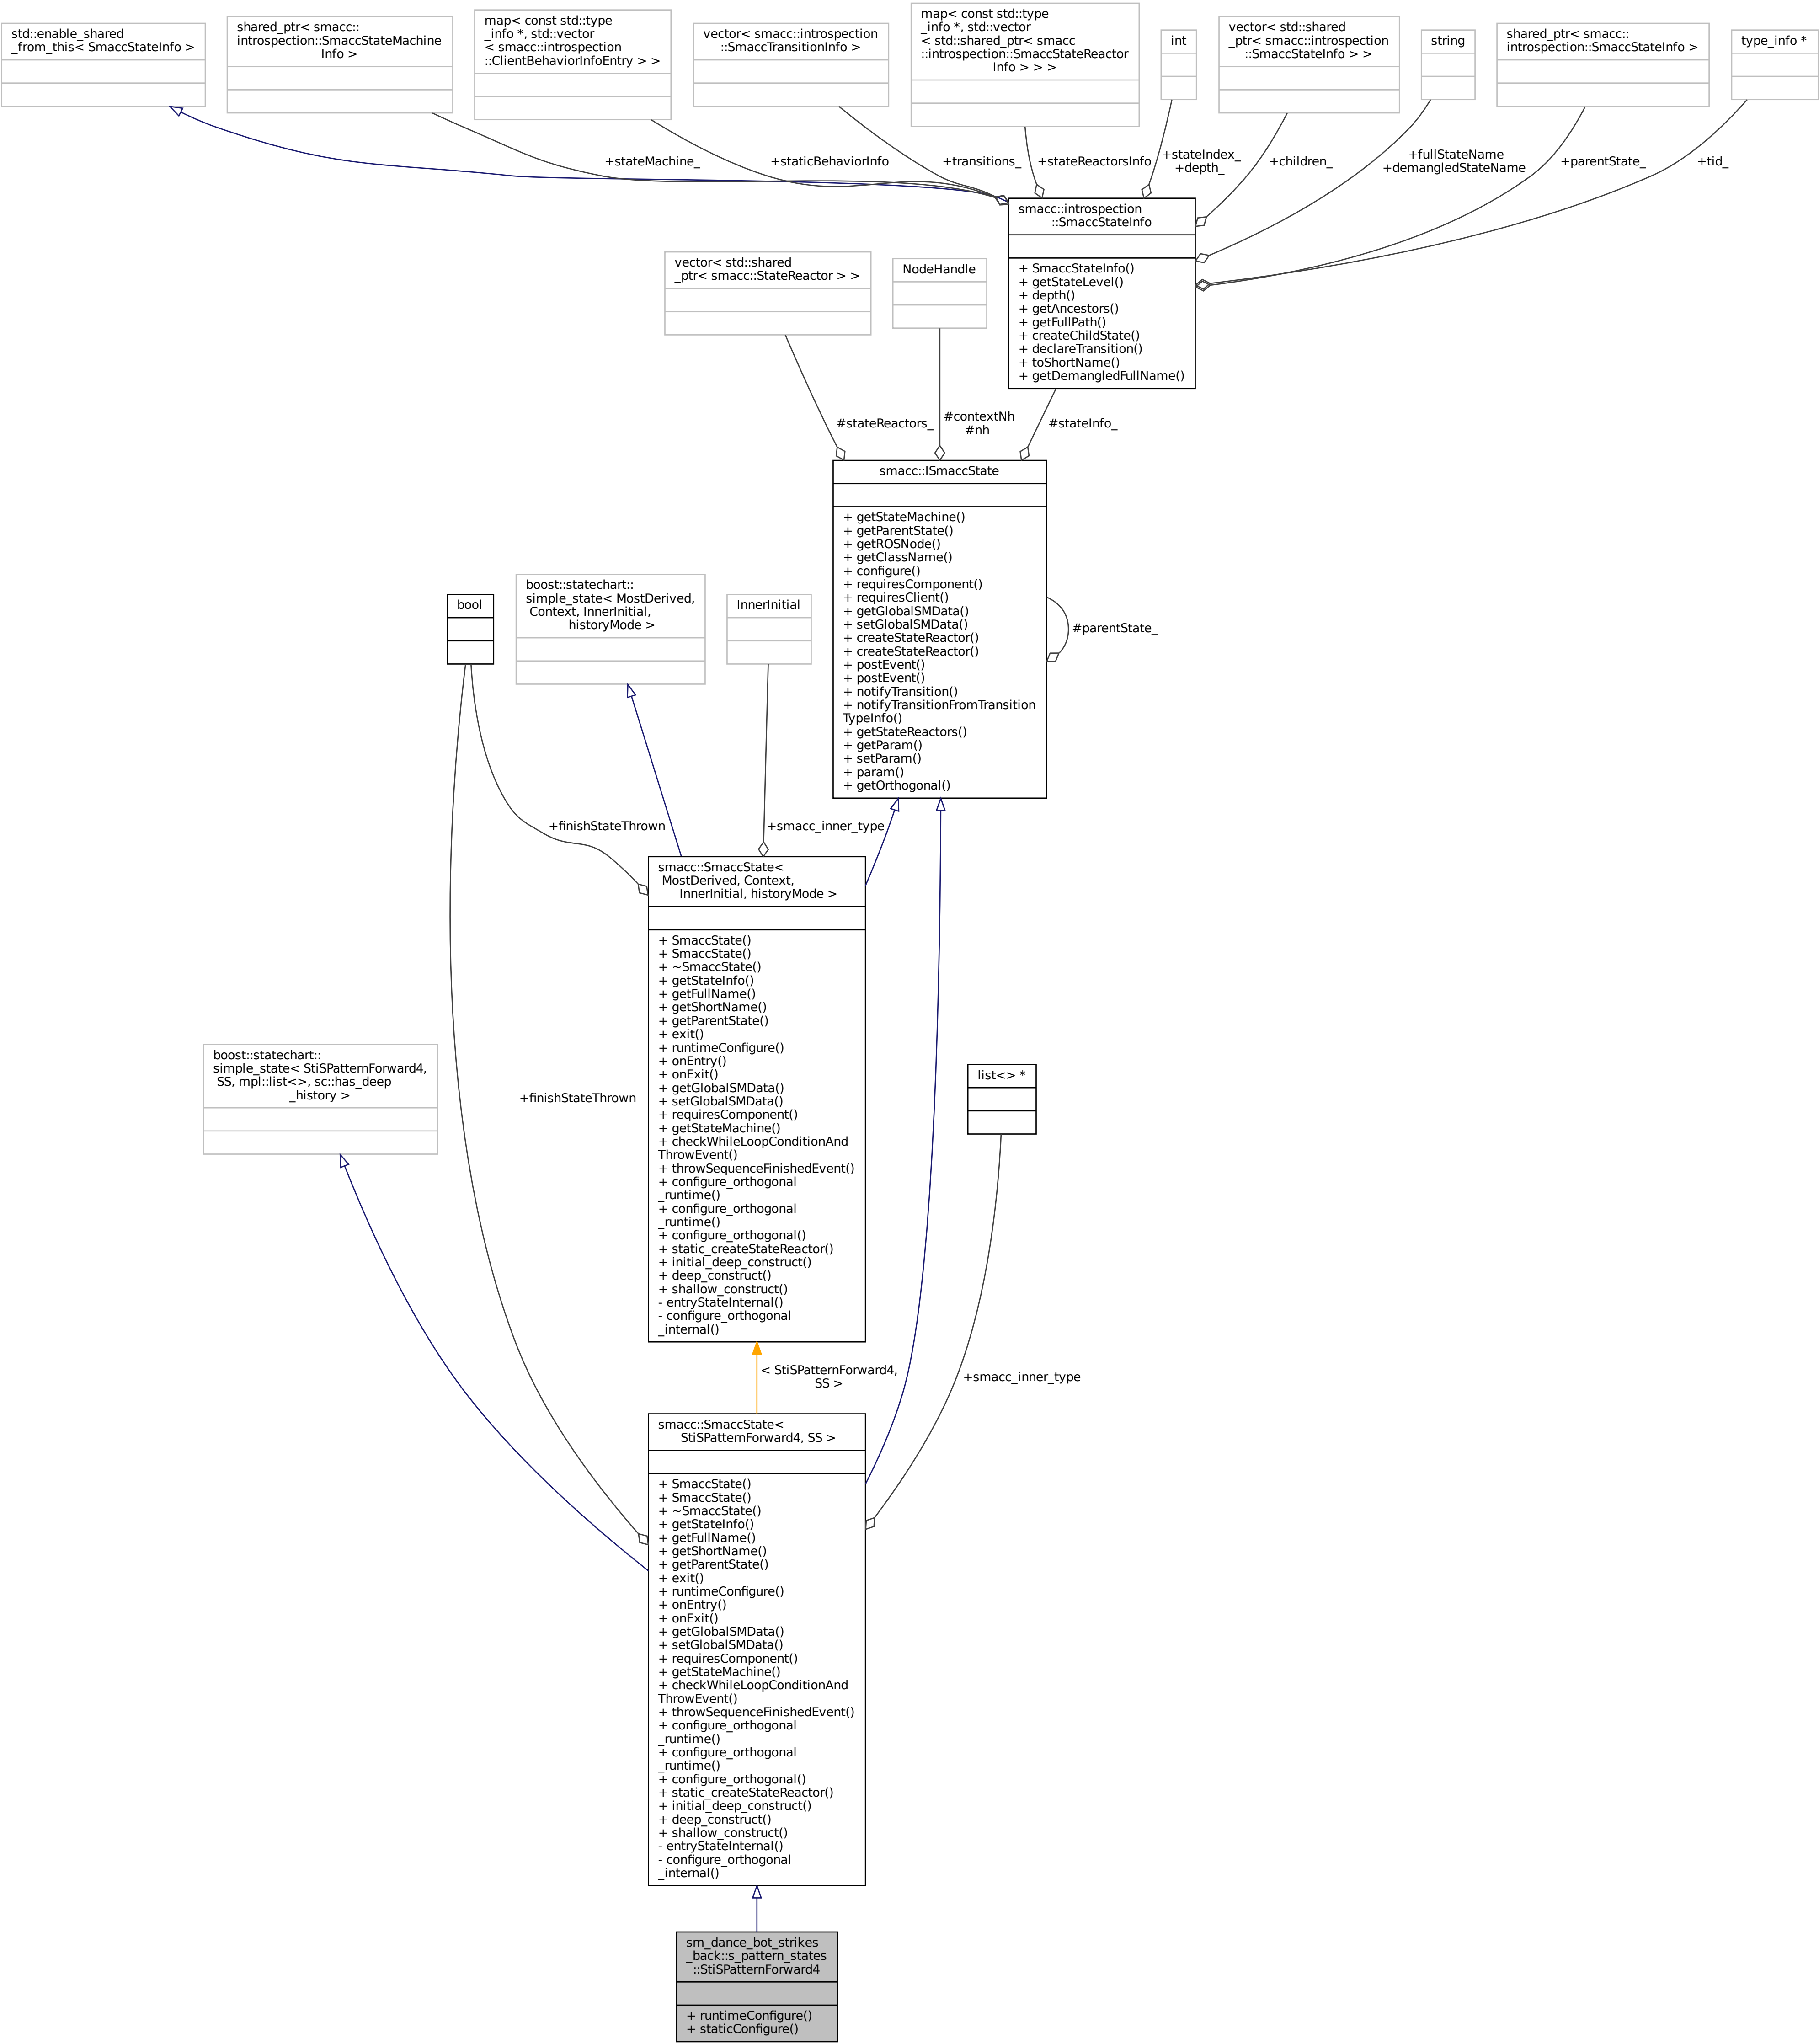 std::enable_shared
_from_this< SmaccStateInfo >
shared_ptr< smacc::
introspection::SmaccStateMachine
Info >
map< const std::type
_info *, std::vector
< smacc::introspection
::ClientBehaviorInfoEntry > >
vector< smacc::introspection
::SmaccTransitionInfo >
map< const std::type
_info *, std::vector
< std::shared_ptr< smacc
::introspection::SmaccStateReactor
Info > > >
int
vector< std::shared
_ptr< smacc::introspection
::SmaccStateInfo > >
string
shared_ptr< smacc::
introspection::SmaccStateInfo >
type_info *
+stateMachine_
+staticBehaviorInfo
+transitions_
+stateReactorsInfo
+stateIndex_
+depth_
+children_
+fullStateName
+demangledStateName
+parentState_
+tid_
smacc::introspection
::SmaccStateInfo
+ SmaccStateInfo()
+ getStateLevel()
+ depth()
+ getAncestors()
+ getFullPath()
+ createChildState()
+ declareTransition()
+ toShortName()
+ getDemangledFullName()
vector< std::shared
_ptr< smacc::StateReactor > >
NodeHandle
#stateReactors_
#contextNh
#nh
#stateInfo_
smacc::ISmaccState
+ getStateMachine()
+ getParentState()
+ getROSNode()
+ getClassName()
+ configure()
+ requiresComponent()
+ requiresClient()
+ getGlobalSMData()
+ setGlobalSMData()
+ createStateReactor()
+ createStateReactor()
+ postEvent()
+ postEvent()
+ notifyTransition()
+ notifyTransitionFromTransition
TypeInfo()
+ getStateReactors()
+ getParam()
+ setParam()
+ param()
+ getOrthogonal()
#parentState_
bool
boost::statechart::
simple_state< MostDerived,
Context, InnerInitial,
historyMode >
InnerInitial
+finishStateThrown
+smacc_inner_type
smacc::SmaccState<
MostDerived, Context,
InnerInitial, historyMode >
+ SmaccState()
+ SmaccState()
+ ~SmaccState()
+ getStateInfo()
+ getFullName()
+ getShortName()
+ getParentState()
+ exit()
+ runtimeConfigure()
+ onEntry()
+ onExit()
+ getGlobalSMData()
+ setGlobalSMData()
+ requiresComponent()
+ getStateMachine()
+ checkWhileLoopConditionAnd
ThrowEvent()
+ throwSequenceFinishedEvent()
+ configure_orthogonal
_runtime()
+ configure_orthogonal
_runtime()
+ configure_orthogonal()
+ static_createStateReactor()
+ initial_deep_construct()
+ deep_construct()
+ shallow_construct()
- entryStateInternal()
- configure_orthogonal
_internal()
boost::statechart::
simple_state< StiSPatternForward4,
SS, mpl::list<>, sc::has_deep
_history >
+finishStateThrown
list<> *
< StiSPatternForward4,
SS >
+smacc_inner_type
smacc::SmaccState<
StiSPatternForward4, SS >
+ SmaccState()
+ SmaccState()
+ ~SmaccState()
+ getStateInfo()
+ getFullName()
+ getShortName()
+ getParentState()
+ exit()
+ runtimeConfigure()
+ onEntry()
+ onExit()
+ getGlobalSMData()
+ setGlobalSMData()
+ requiresComponent()
+ getStateMachine()
+ checkWhileLoopConditionAnd
ThrowEvent()
+ throwSequenceFinishedEvent()
+ configure_orthogonal
_runtime()
+ configure_orthogonal
_runtime()
+ configure_orthogonal()
+ static_createStateReactor()
+ initial_deep_construct()
+ deep_construct()
+ shallow_construct()
- entryStateInternal()
- configure_orthogonal
_internal()
sm_dance_bot_strikes
_back::s_pattern_states
::StiSPatternForward4
+ runtimeConfigure()
+ staticConfigure()